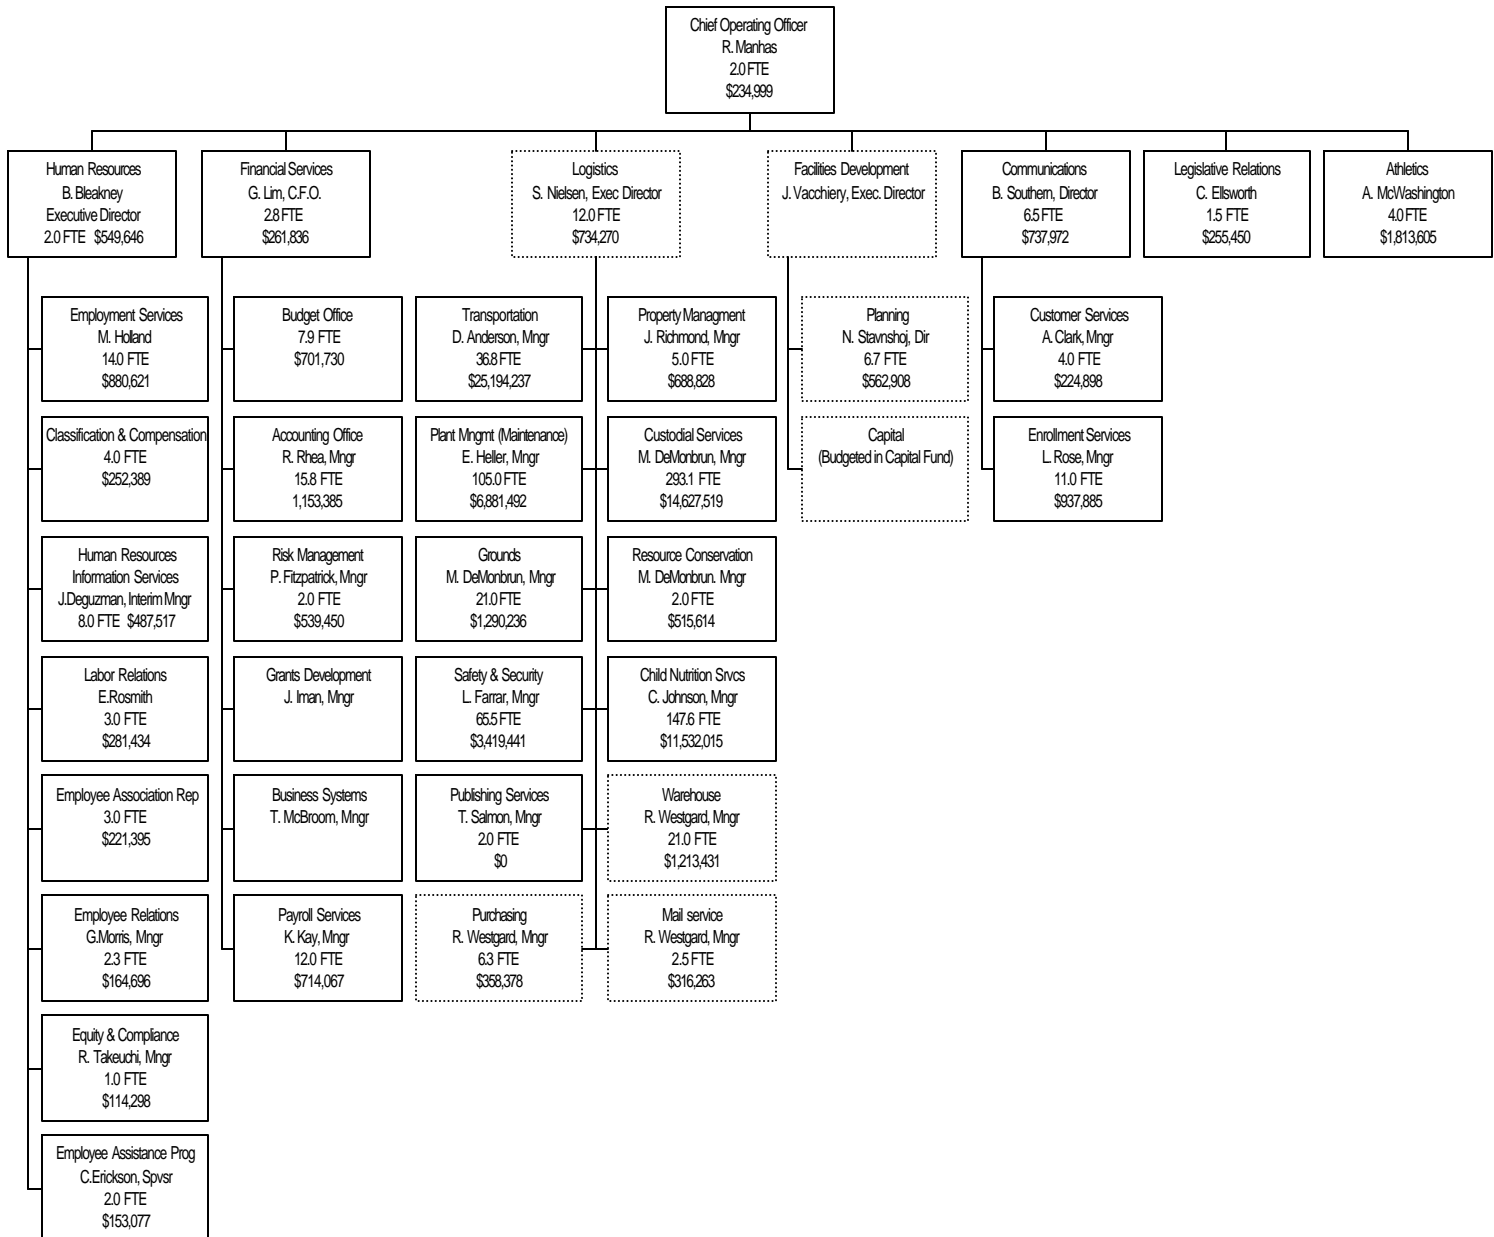 Chief Operating Officer
R. Manhas
2.0 FTE
$234,999
Human Resources
B. Bleakney
Executive Director
2.0 FTE $549,646
Financial Services
G. Lim, C.F.O.
2.8 FTE
$261,836
Logistics
S. Nielsen, Exec Director
12.0 FTE
$734,270
Facilities Development
J. Vacchiery, Exec. Director
Communications
B. Southern, Director
6.5 FTE
$737,972
Legislative Relations
C. Ellsworth
1.5 FTE
$255,450
Athletics
A. McWashington
4.0 FTE
$1,813,605
Employment Services
M. Holland
14.0 FTE
$880,621
Classification & Compensation
4.0 FTE
$252,389
Human Resources
Information Services
J.Deguzman, Interim Mngr
8.0 FTE $487,517
Labor Relations
E.Rosmith
3.0 FTE
$281,434
Employee Association Rep
3.0 FTE
$221,395
Employee Relations
G.Morris, Mngr
2.3 FTE
$164,696
Equity & Compliance
R. Takeuchi, Mngr
1.0 FTE
$114,298
Employee Assistance Prog
C.Erickson, Spvsr
2.0 FTE
$153,077
Budget Office
7.9 FTE
$701,730
Accounting Office
R. Rhea, Mngr
15.8 FTE
1,153,385
Risk Management
P. Fitzpatrick, Mngr
2.0 FTE
$539,450
Grants Development
J. Iman, Mngr
Business Systems
T. McBroom, Mngr
Payroll Services
K. Kay, Mngr
12.0 FTE
$714,067
Transportation
D. Anderson, Mngr
36.8 FTE
$25,194,237
Plant Mngmt (Maintenance)
E. Heller, Mngr
105.0 FTE
$6,881,492
Grounds
M. DeMonbrun, Mngr
21.0 FTE
$1,290,236
Safety & Security
L. Farrar, Mngr
65.5 FTE
$3,419,441
Publishing Services
T. Salmon, Mngr
2.0 FTE
$0
Purchasing
R. Westgard, Mngr
6.3 FTE
$358,378
Property Managment
J. Richmond, Mngr
5.0 FTE
$688,828
Custodial Services
M. DeMonbrun, Mngr
293.1 FTE
$14,627,519
Resource Conservation
M. DeMonbrun. Mngr
2.0 FTE
$515,614
Child Nutrition Srvcs
C. Johnson, Mngr
147.6 FTE
$11,532,015
Warehouse
R. Westgard, Mngr
21.0 FTE
$1,213,431
Mail service
R. Westgard, Mngr
2.5 FTE
$316,263
Planning
N. Stavnshoj, Dir
6.7 FTE
$562,908
Capital
(Budgeted in Capital Fund)
Customer Services
A. Clark, Mngr
4.0 FTE
$224,898
Enrollment Services
L. Rose, Mngr
11.0 FTE
$937,885